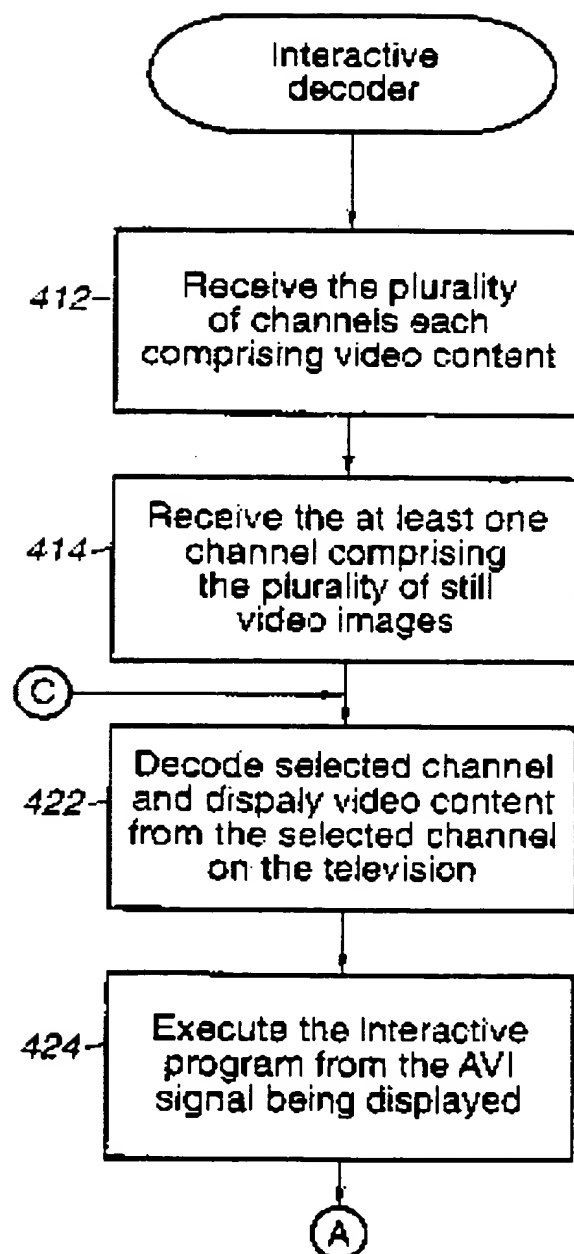 Interactive
decoder
412
Receive the plurality
of channels each
comprising video content
414
Receive the at least one
channel comprising
the plurality of still
video images
C
422
Decode selected channel
and dispaly video content
from the selected channel
on the television
424
Execute the Interactive
program from the AVI
signal being displayed
A